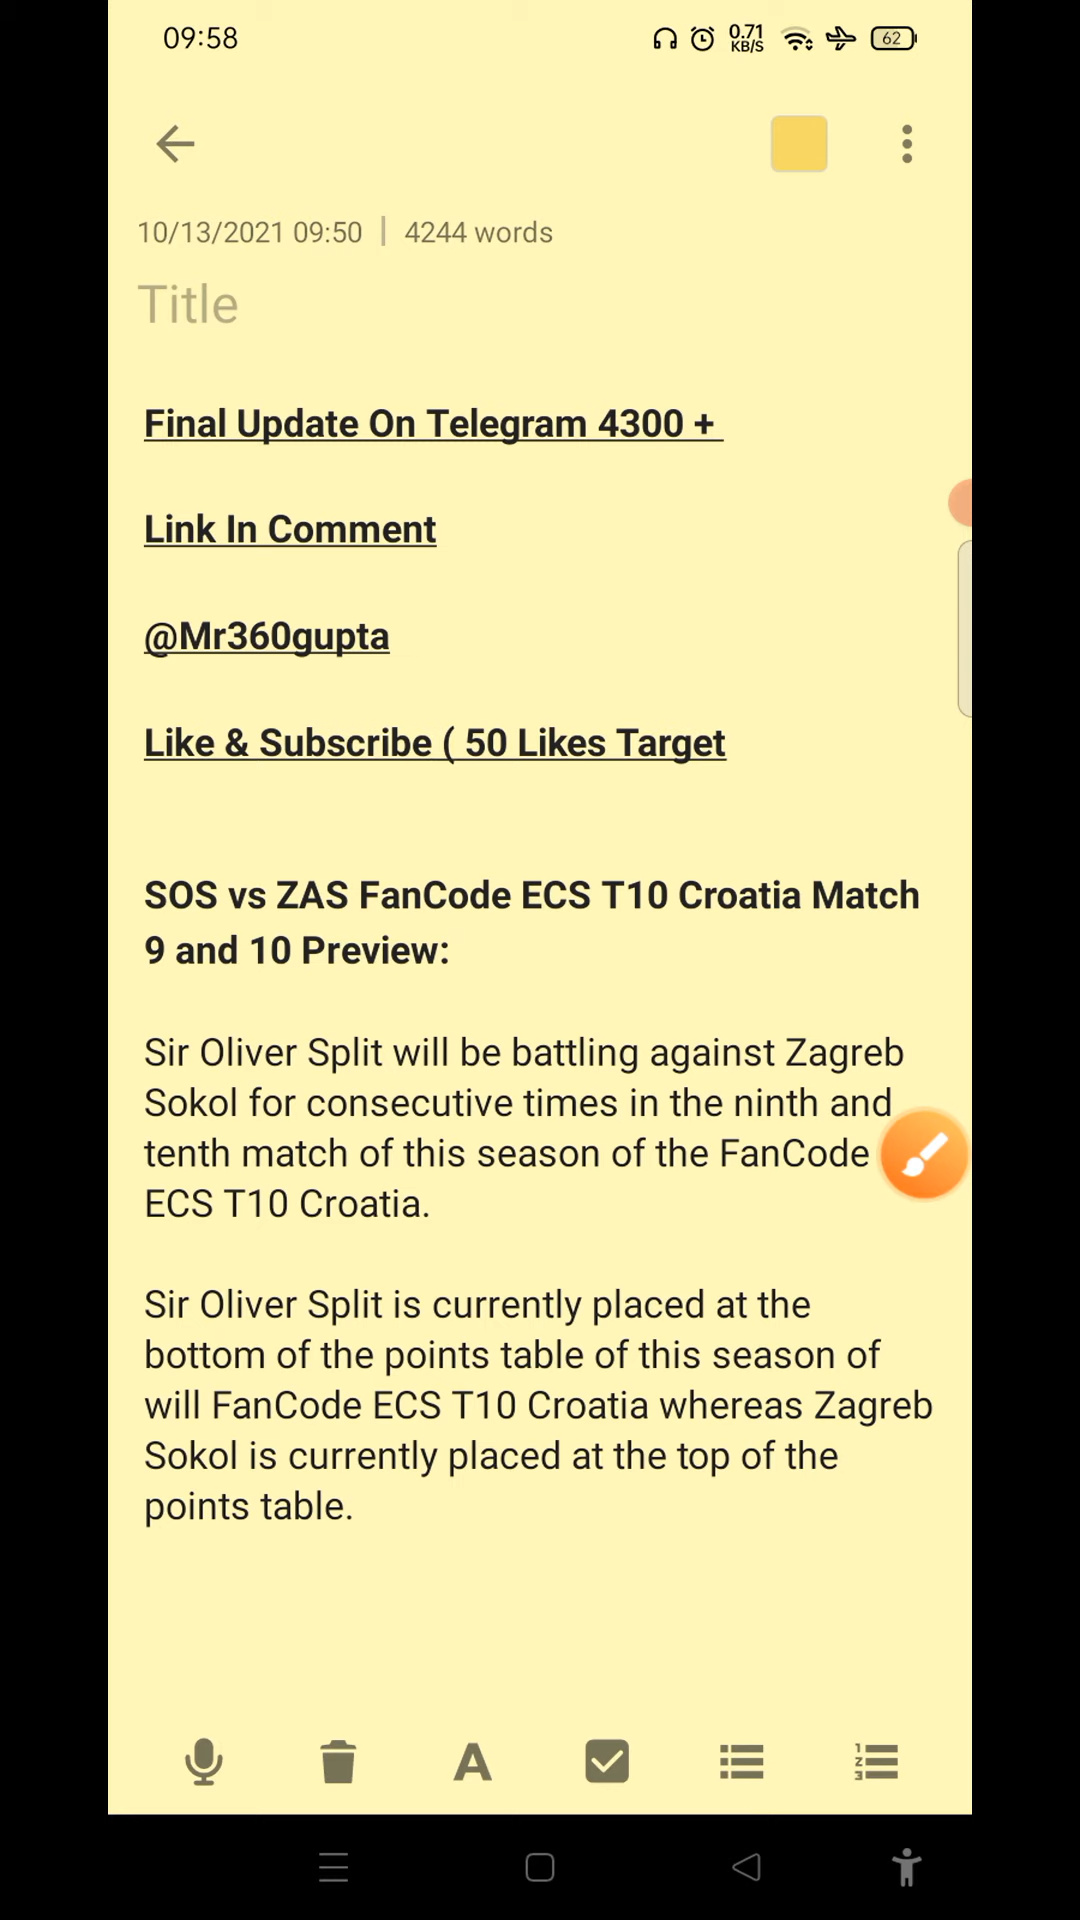 09:58
0.71
KB/S
62
10/13/2021 09:50 | 4244 words
Title
Final Update On Telegram 4300 +
Link In Comment
@Mr360gupta
Like & Subscribe ( 50 Likes Target
SOS vs ZAS FanCode ECS T10 Croatia Match
9 and 10 Preview:
Sir Oliver Split will be battling against Zagreb
Sokol for consecutive times in the ninth and
tenth match of this season of the FanCode
ECS T10 Croatia.
Sir Oliver Split is currently placed at the
bottom of the points table of this season of
will FanCode ECS T10 Croatia whereas Zagreb
Sokol is currently placed at the top of the
points table.